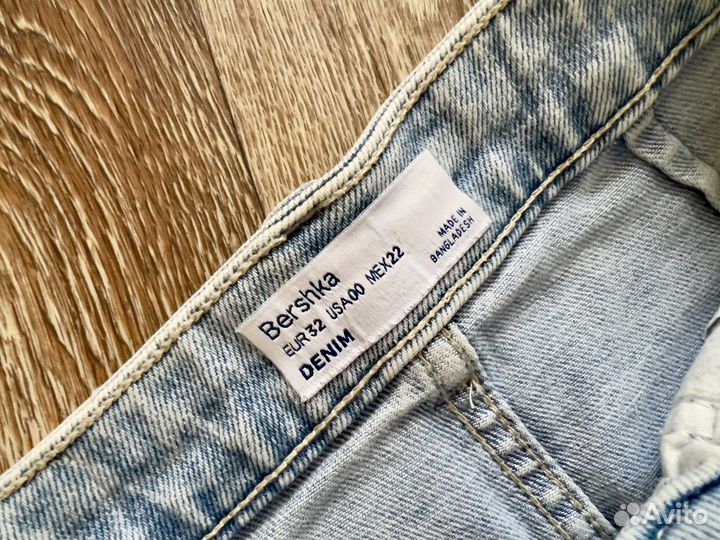 Bershka
EUR32 USA00 MEX22
DENIM
MADE IN
BANGLADESH
Avito